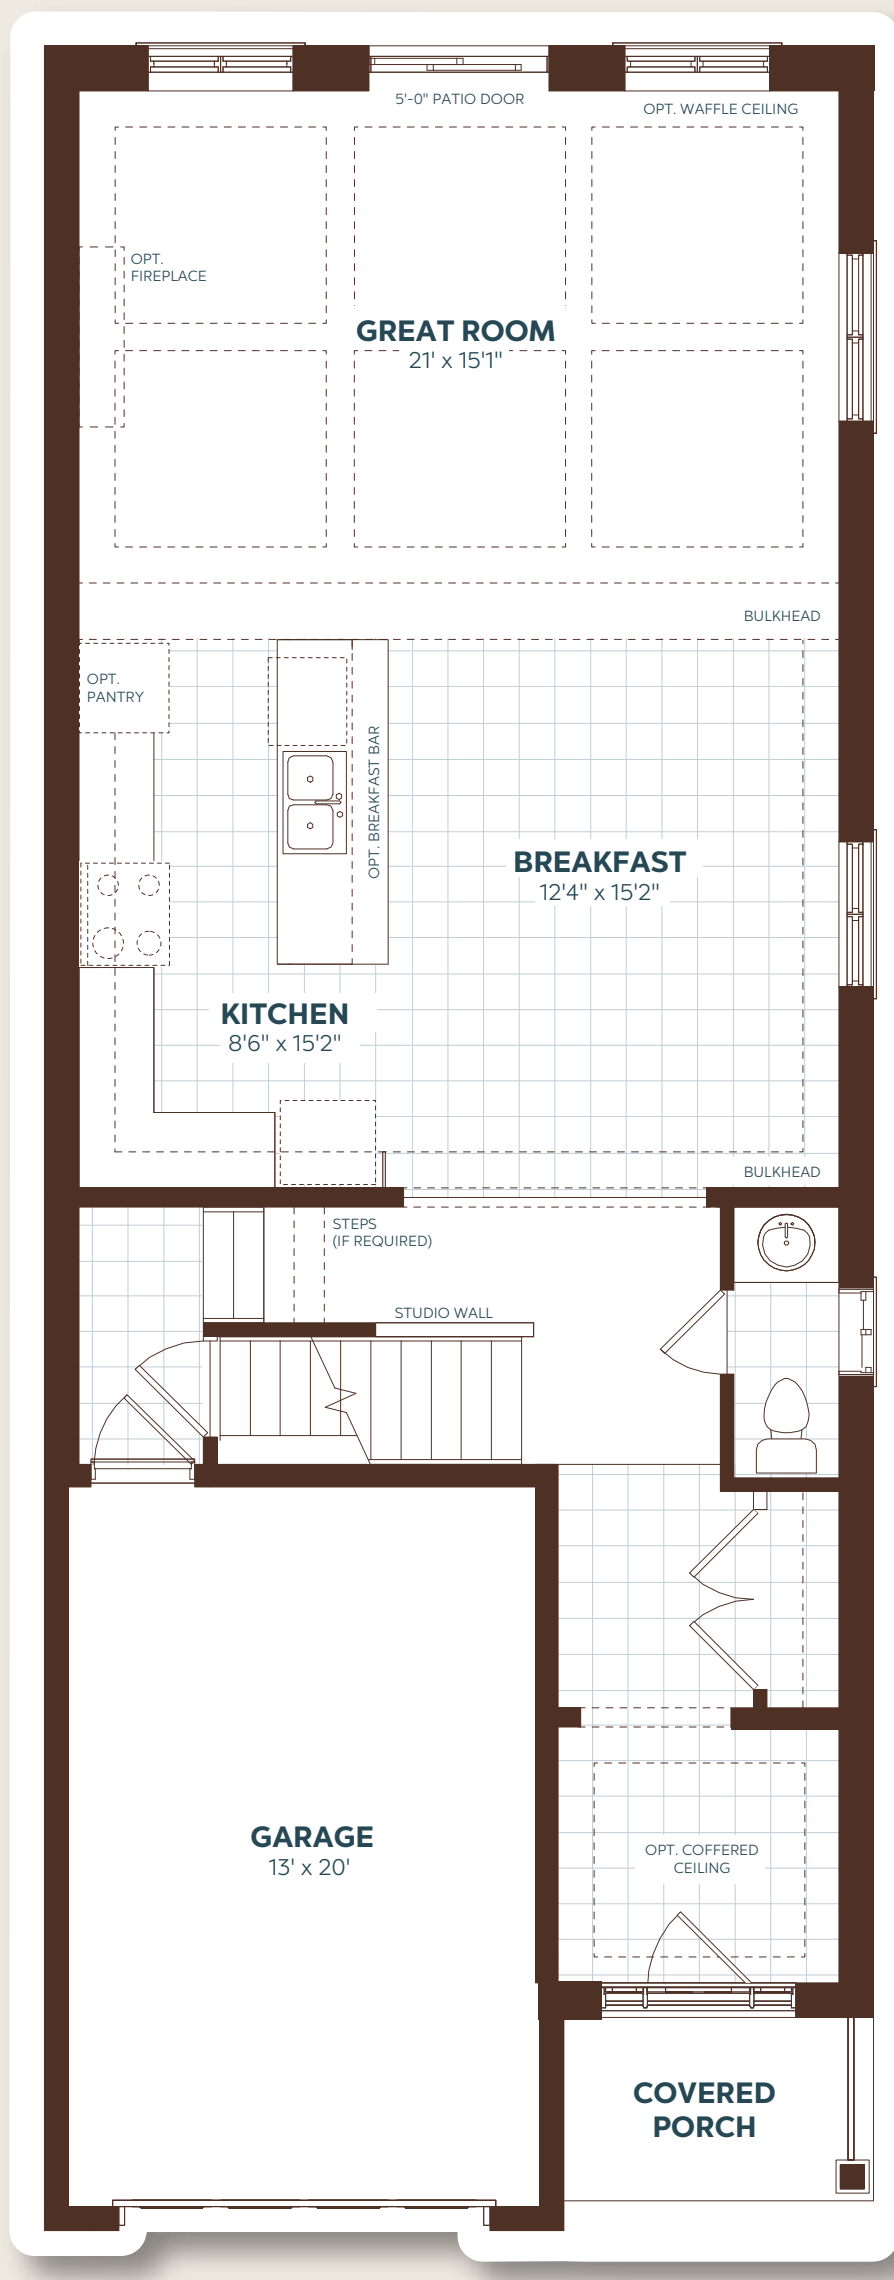 5'-0" PATIO DOOR
OPT. WAFFLE CEILING
OPT.
FIREPLACE
GREAT ROOM
21' x 15'1"
BULKHEAD
OPT.
PANTRY
OPT. BREAKFAST BAR
BREAKFAST
12'4" x 15'2"
KITCHEN
8'6" x 15'2"
BULKHEAD
STEPS
(IF REQUIRED)
STUDIO WALL
GARAGE
13' x 20'
OPT. COFFERED
CEILING
COVERED
PORCH